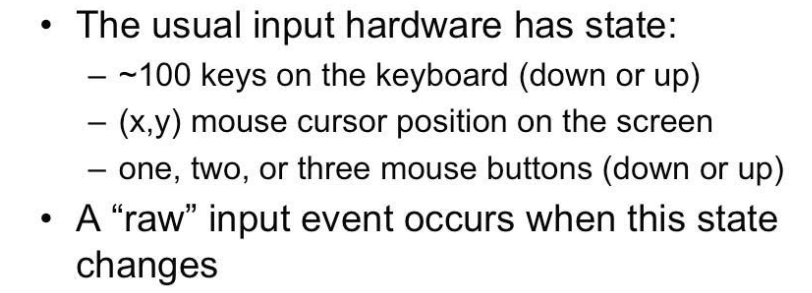 • The usual input hardware has state:
– ~100 keys on the keyboard (down or up)
– (x,y) mouse cursor position on the screen
– one, two, or three mouse buttons (down or up)
• A “raw” input event occurs when this state
changes